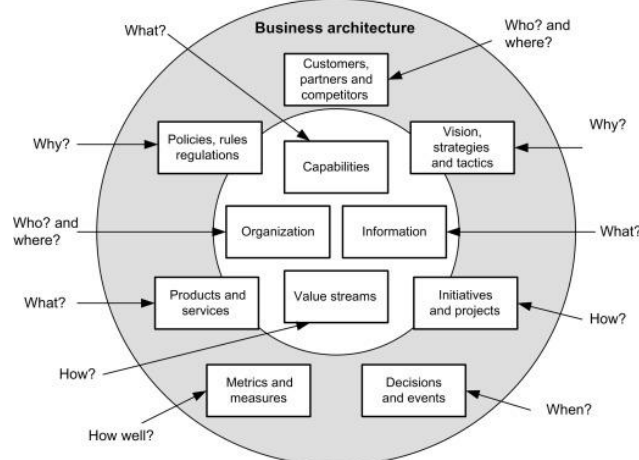 What?
Business architecture
Who? and
where?
Customers,
partners and
competitors
Why?
Policies, rules
regulations
Capabilities
Vision,
strategies
and tactics
Why?
Who? and
where?
Organization
Information
What?
What?
Products and
services
Value streams
Initiatives
and projects
How?
How?
Metrics and
measures
Decisions
and events
When?
How well?